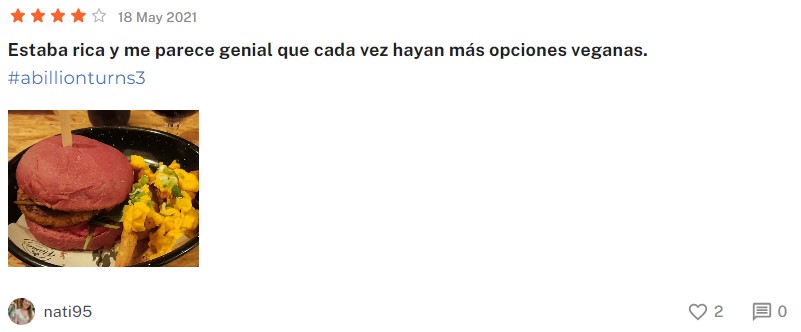 18 May 2021
Estaba rica y me parece genial que cada vez hayan más opciones veganas.
#abillionturns3
nati95
2
0